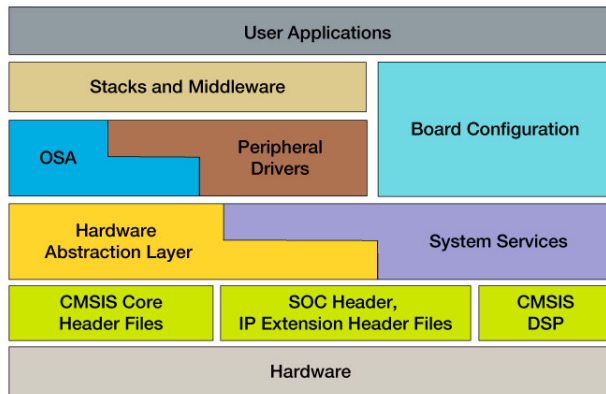 User Applications
Stacks and Middleware
Board Configuration
OSA
Peripheral
Drivers
Hardware
Abstraction Layer
System Services
CMSIS Core
Header Files
SOC Header,
IP Extension Header Files
CMSIS
DSP
Hardware